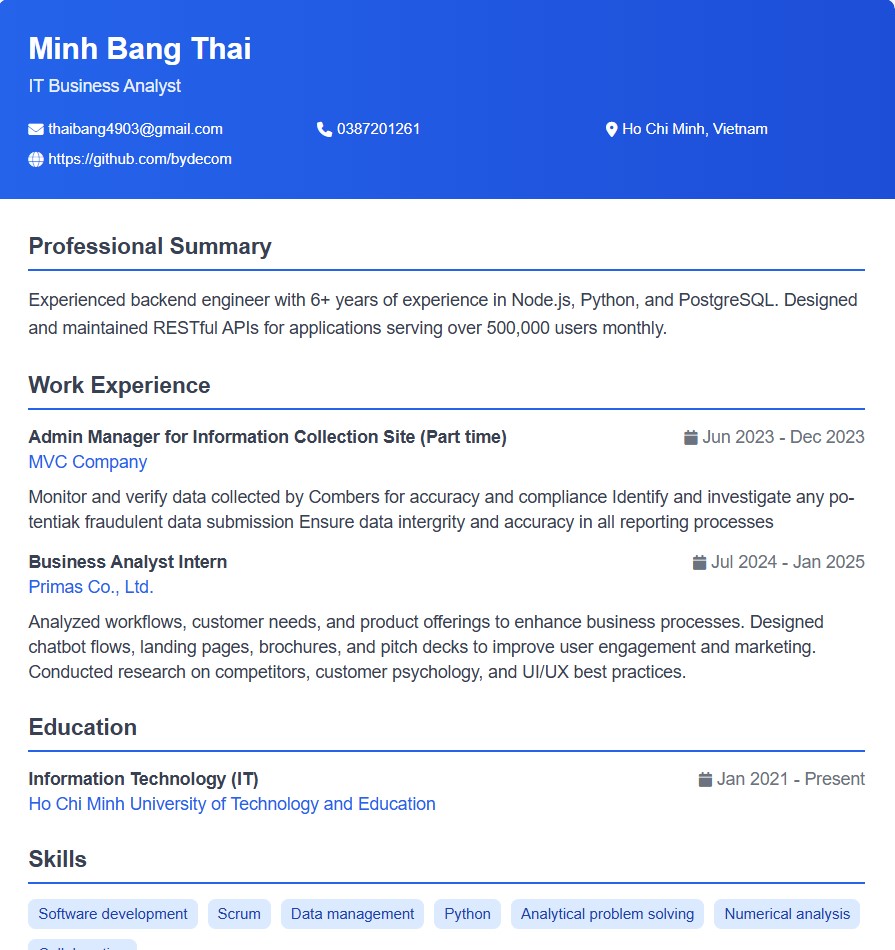 Minh Bang Thai
IT Business Analyst
thaibang4903@gmail.com 0387201261 Ho Chi Minh, Vietnam
https://github.com/bydecom
Professional Summary
Experienced backend engineer with 6+ years of experience in Node.js, Python, and PostgreSQL. Designed
and maintained RESTful APIs for applications serving over 500,000 users monthly.
Work Experience
Admin Manager for Information Collection Site (Part time) Jun 2023 - Dec 2023
MVC Company
Monitor and verify data collected by Combers for accuracy and compliance Identify and investigate any po-
tentiak fraudulent data submission Ensure data intergrity and accuracy in all reporting processes
Business Analyst Intern Jul 2024 - Jan 2025
Primas Co., Ltd.
Analyzed workflows, customer needs, and product offerings to enhance business processes. Designed
chatbot flows, landing pages, brochures, and pitch decks to improve user engagement and marketing.
Conducted research on competitors, customer psychology, and UI/UX best practices.
Education
Information Technology (IT) Jan 2021 - Present
Ho Chi Minh University of Technology and Education
Skills
Software development Scrum Data management Python Analytical problem solving Numerical analysis